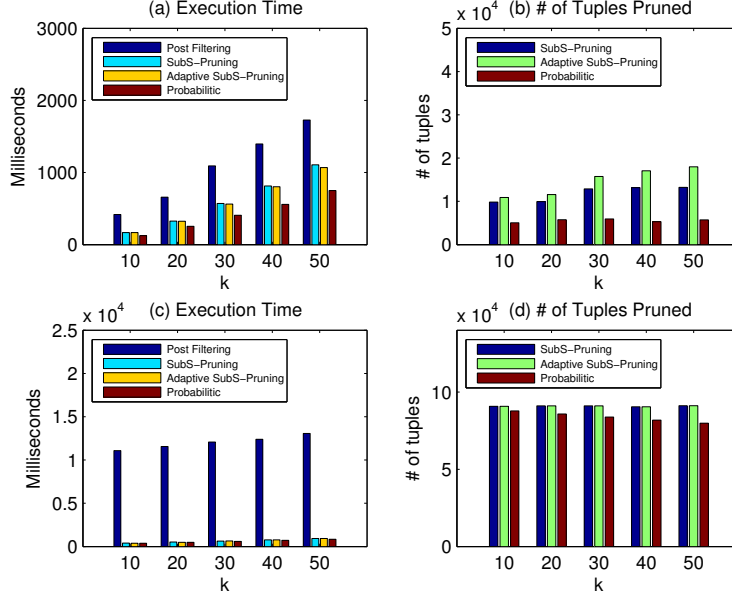 (a) Execution Time
3000
2000
1000
0
Milliseconds
Post Filtering
SubS-Pruning
Adaptive SubS-Pruning
Probabilitic
10 20 30 40 50
k
(b) # of Tuples Pruned
x 10^4
5
4
3
2
1
0
# of tuples
SubS-Pruning
Adaptive SubS-Pruning
Probabilitic
10 20 30 40 50
k
(c) Execution Time
x 10^4
2.5
2
1.5
1
0.5
0
Milliseconds
Post Filtering
SubS-Pruning
Adaptive SubS-Pruning
Probabilitic
10 20 30 40 50
k
(d) # of Tuples Pruned
x 10^4
10
5
0
# of tuples
SubS-Pruning
Adaptive SubS-Pruning
Probabilitic
10 20 30 40 50
k